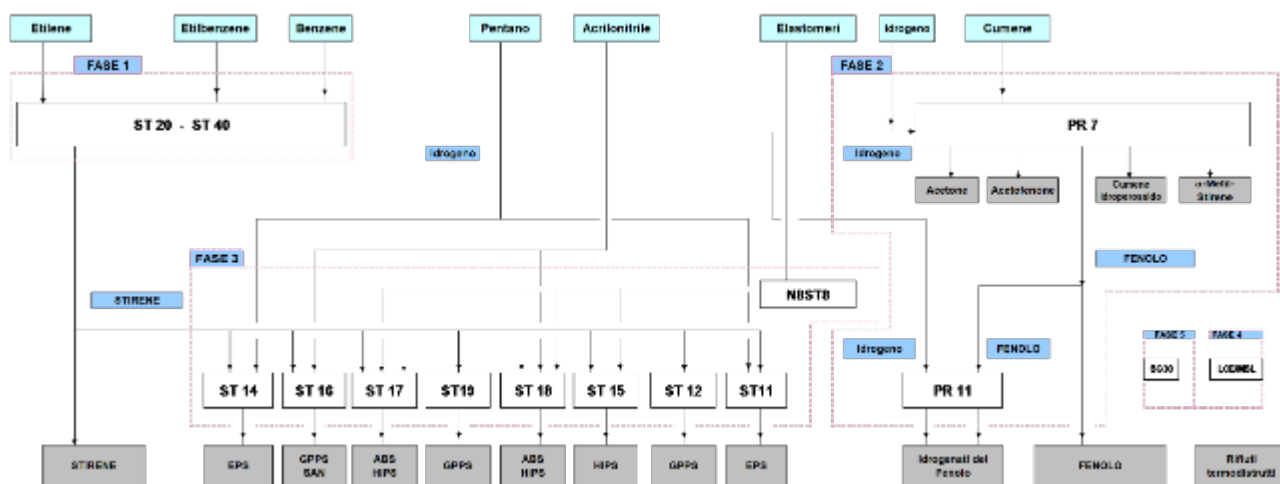 Etilene
Etilbenzene
Benzene
Pentano
Acrilonitrile
Elastomeri
Idrogeno
Cumene
FASE 1
FASE 2
ST 20 - ST 40
PR 7
Idrogeno
Idrogeno
Acetone
Acetofenone
Cumene
Idroperossido
α-Metil-
Stirene
FASE 3
FENOLO
STIRENE
NBST8
Idrogeno
FENOLO
FASE 5
FASE 4
SG30
ST 14
ST 16
ST 17
ST19
ST 18
ST 15
ST 12
ST11
PR 11
STIRENE
EPS
GPPS
SAN
ABS
HIPS
GPPS
ABS
HIPS
HIPS
GPPS
EPS
Idrogenati del
Fenolo
FENOLO
Rifiuti
termodistrutti